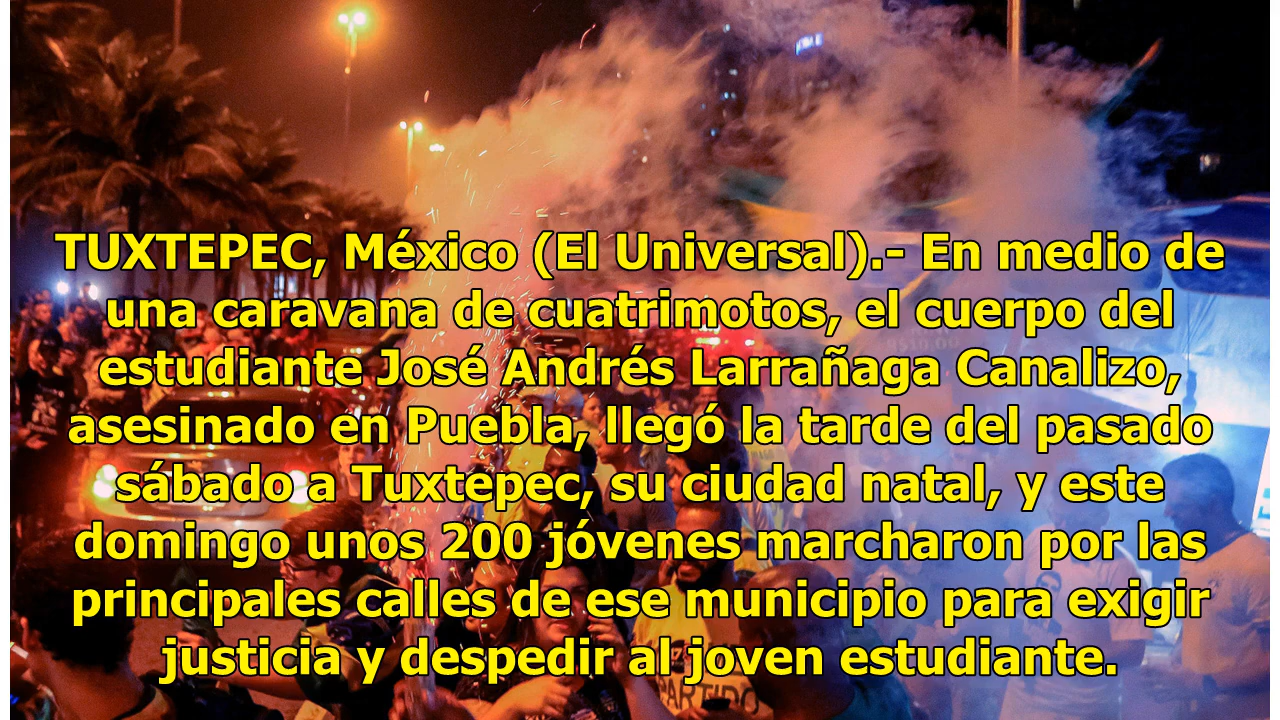 TUXTEPEC, México (El Universal).- En medio de
una caravana de cuatrimotos, el cuerpo del
estudiante José Andrés Larrañaga Canalizo,
asesinado en Puebla, llegó la tarde del pasado
sábado a Tuxtepec, su ciudad natal, y este
domingo unos 200 jóvenes marcharon por las
principales calles de ese municipio para exigir
justicia y despedir al joven estudiante.
PARTIDO